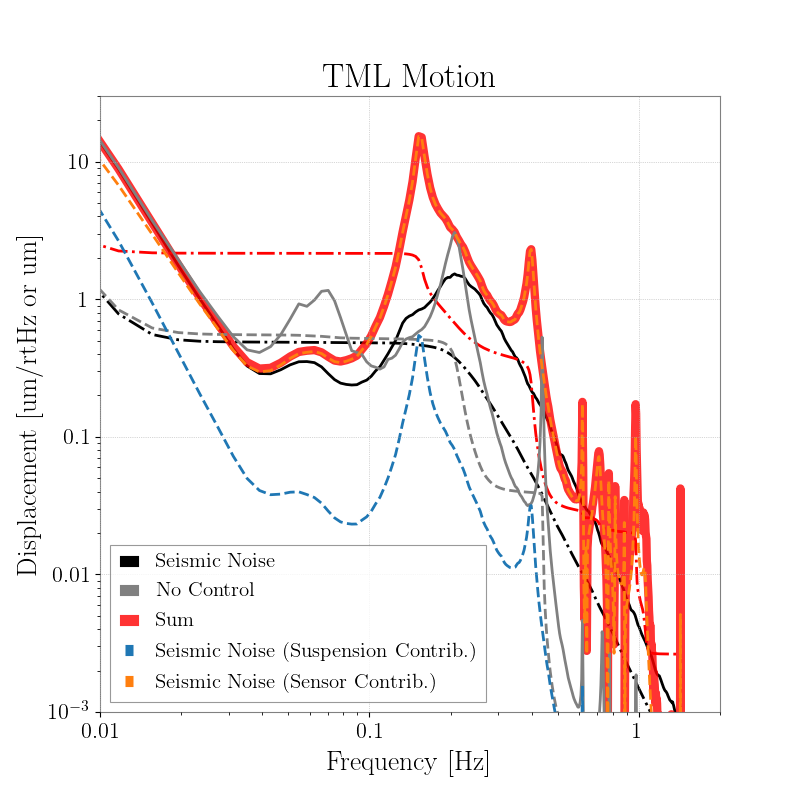 TML Motion
Displacement [um/rtHz or um]
10
1
0.1
0.01
10⁻³
Seismic Noise
No Control
Sum
Seismic Noise (Suspension Contrib.)
Seismic Noise (Sensor Contrib.)
0.01 0.1 1
Frequency [Hz]